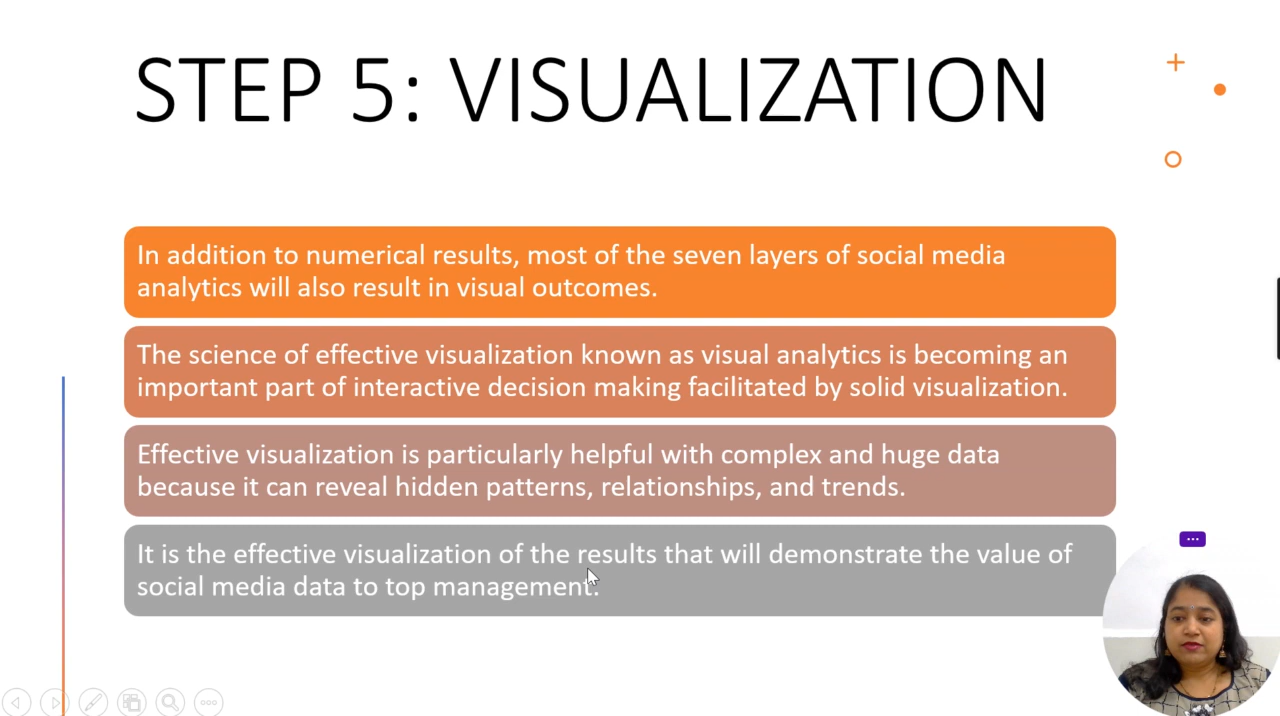 STEP 5: VISUALIZATION
In addition to numerical results, most of the seven layers of social media
analytics will also result in visual outcomes.
The science of effective visualization known as visual analytics is becoming an
important part of interactive decision making facilitated by solid visualization.
Effective visualization is particularly helpful with complex and huge data
because it can reveal hidden patterns, relationships, and trends.
It is the effective visualization of the results that will demonstrate the value of
social media data to top management.